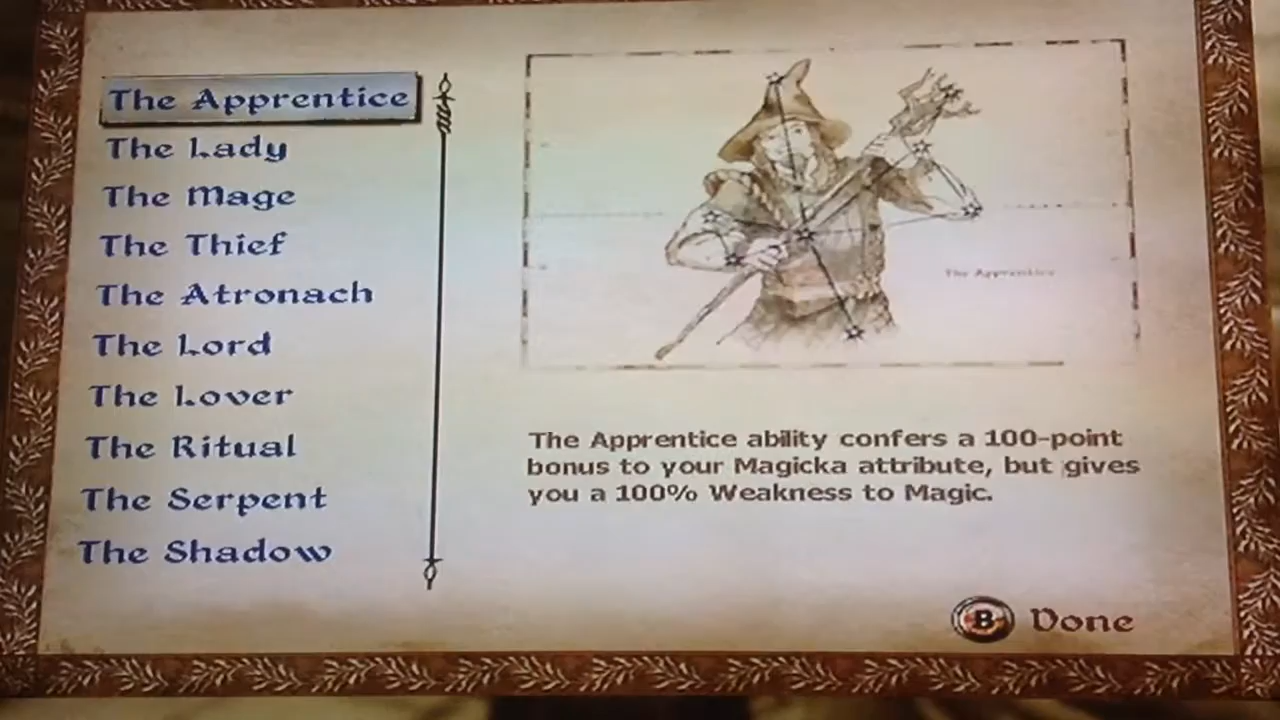 The Apprentice
The Lady
The Mage
The Thief
The Atronach
The Lord
The Lover
The Ritual
The Serpent
The Shadow
The Apprentice
The Apprentice ability confers a 100-point
bonus to your Magicka attribute, but gives
you a 100% Weakness to Magic.
B Done